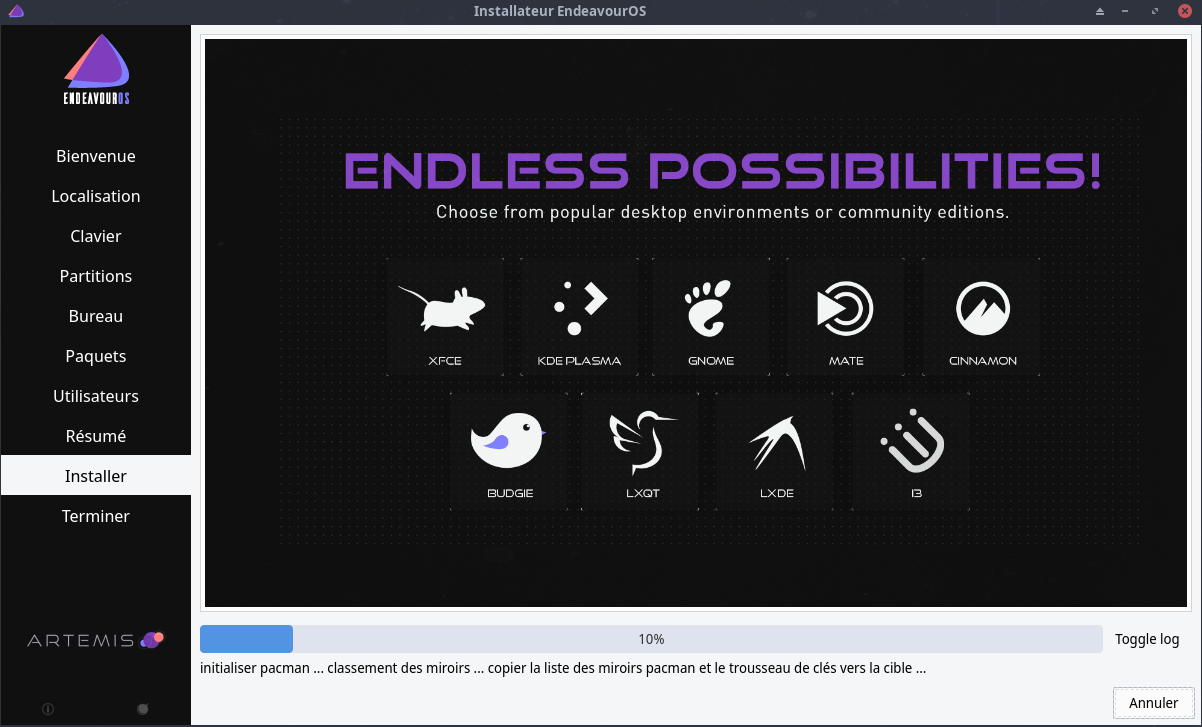 Installateur EndeavourOS
ENDEAVOUROS
Bienvenue
Localisation
Clavier
Partitions
Bureau
Paquets
Utilisateurs
Résumé
Installer
Terminer
ARTEMIS
ENDLESS POSSIBILITIES!
Choose from popular desktop environments or community editions.
XFCE
KDE PLASMA
GNOME
MATE
CINNAMON
BUDGIE
LXQT
LXDE
I3
10%
Toggle log
initialiser pacman ... classement des miroirs ... copier la liste des miroirs pacman et le trousseau de clés vers la cible ...
Annuler